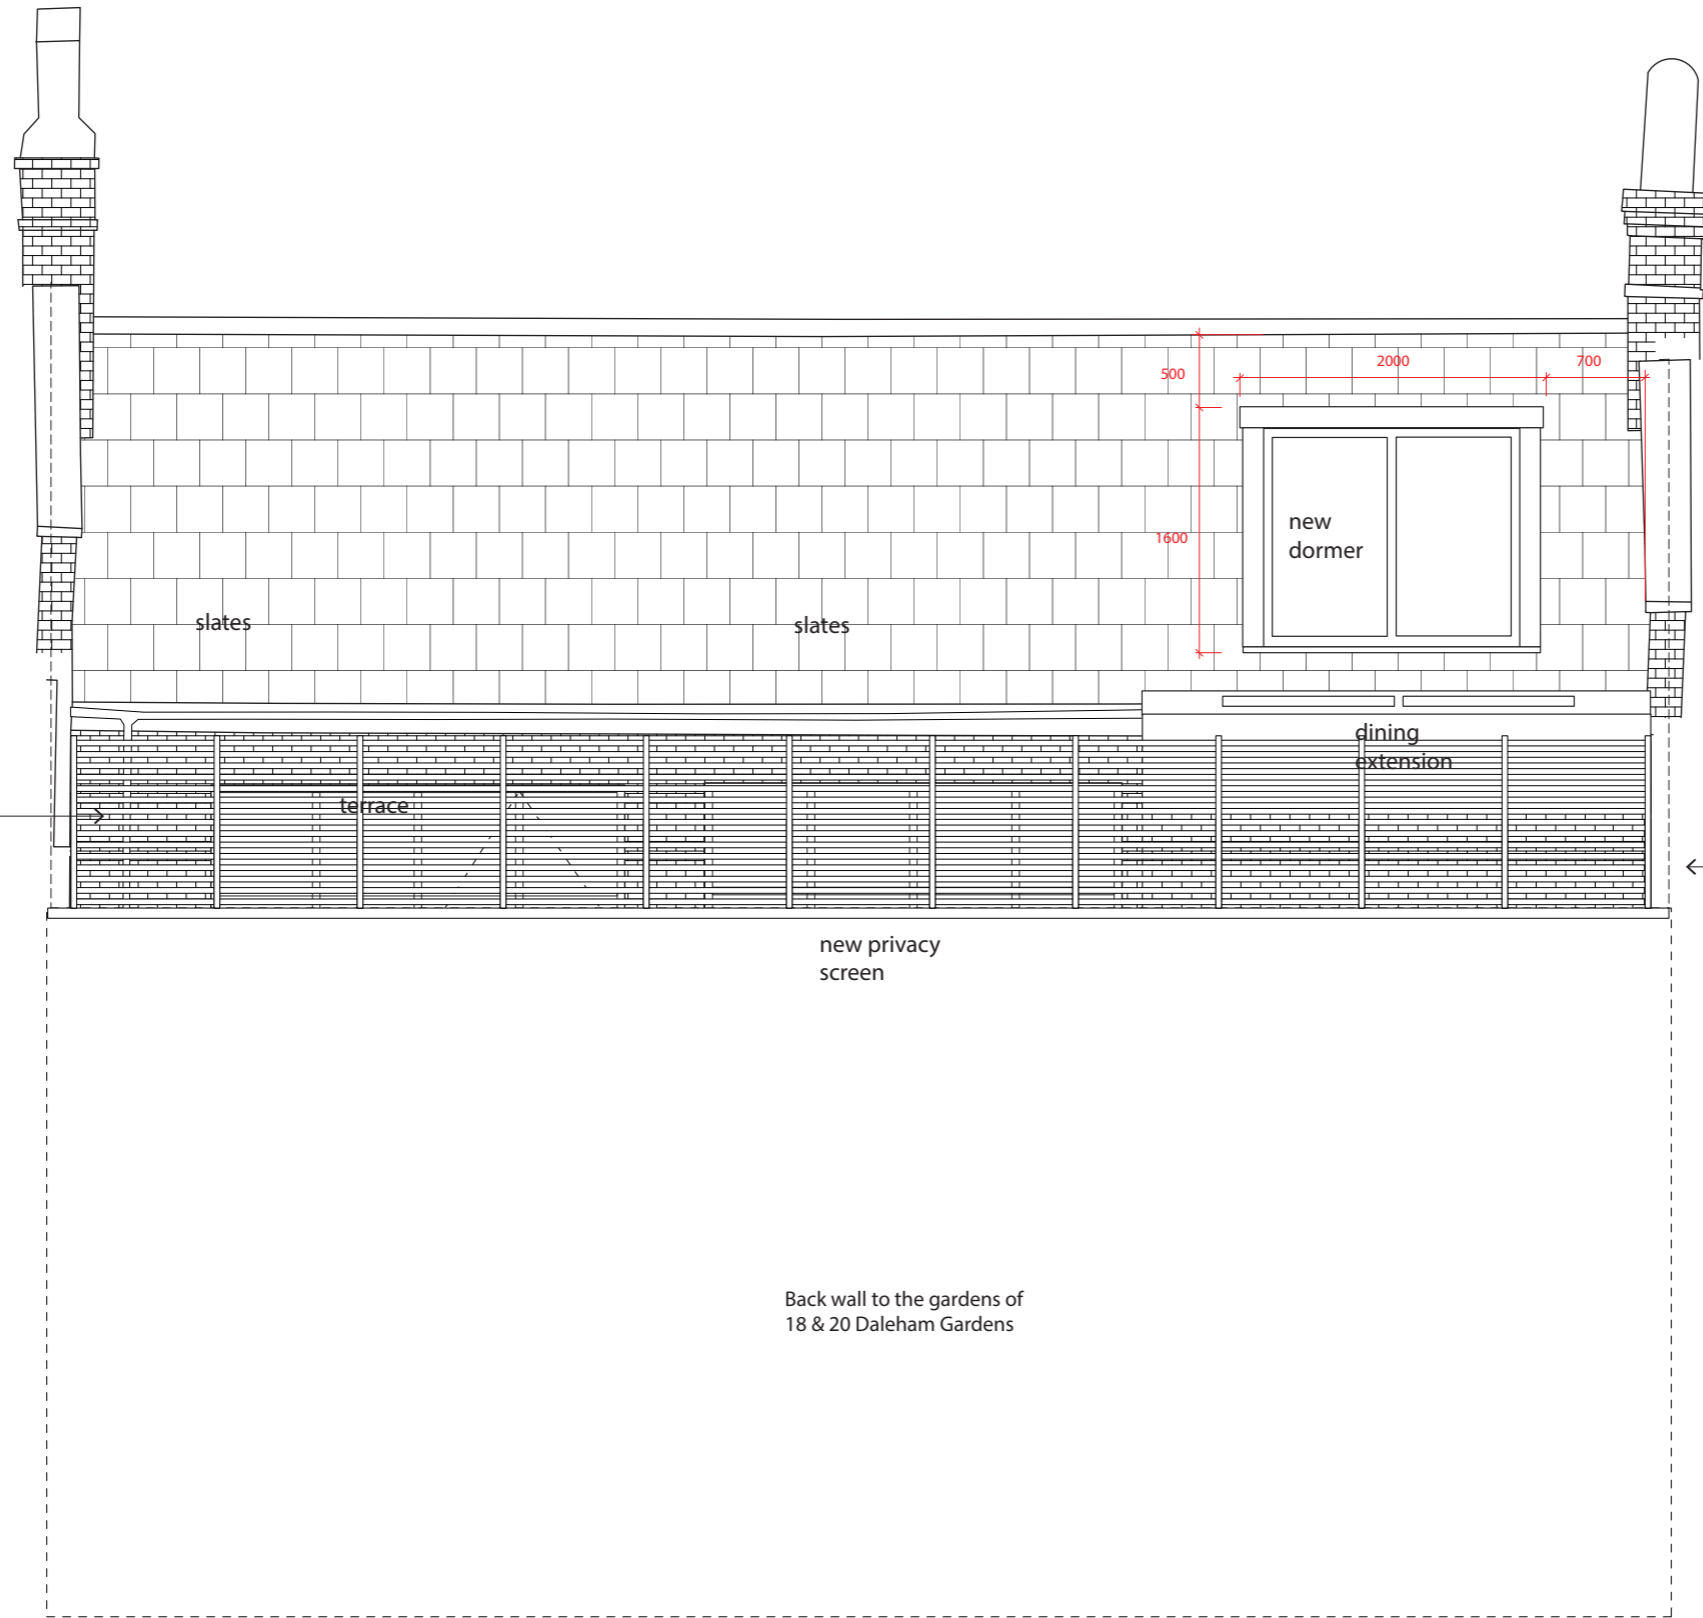 2000
700
500
new
dormer
1600
slates
slates
dining
extension
terrace
new privacy
screen
Back wall to the gardens of
18 & 20 Daleham Gardens